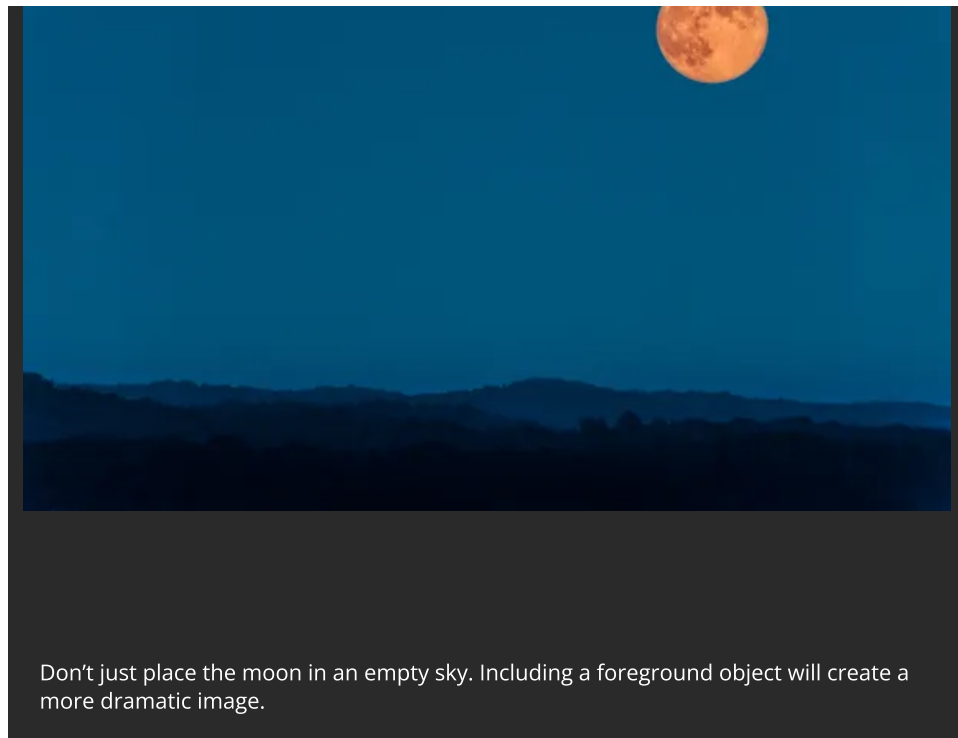 Don’t just place the moon in an empty sky. Including a foreground object will create a
more dramatic image.